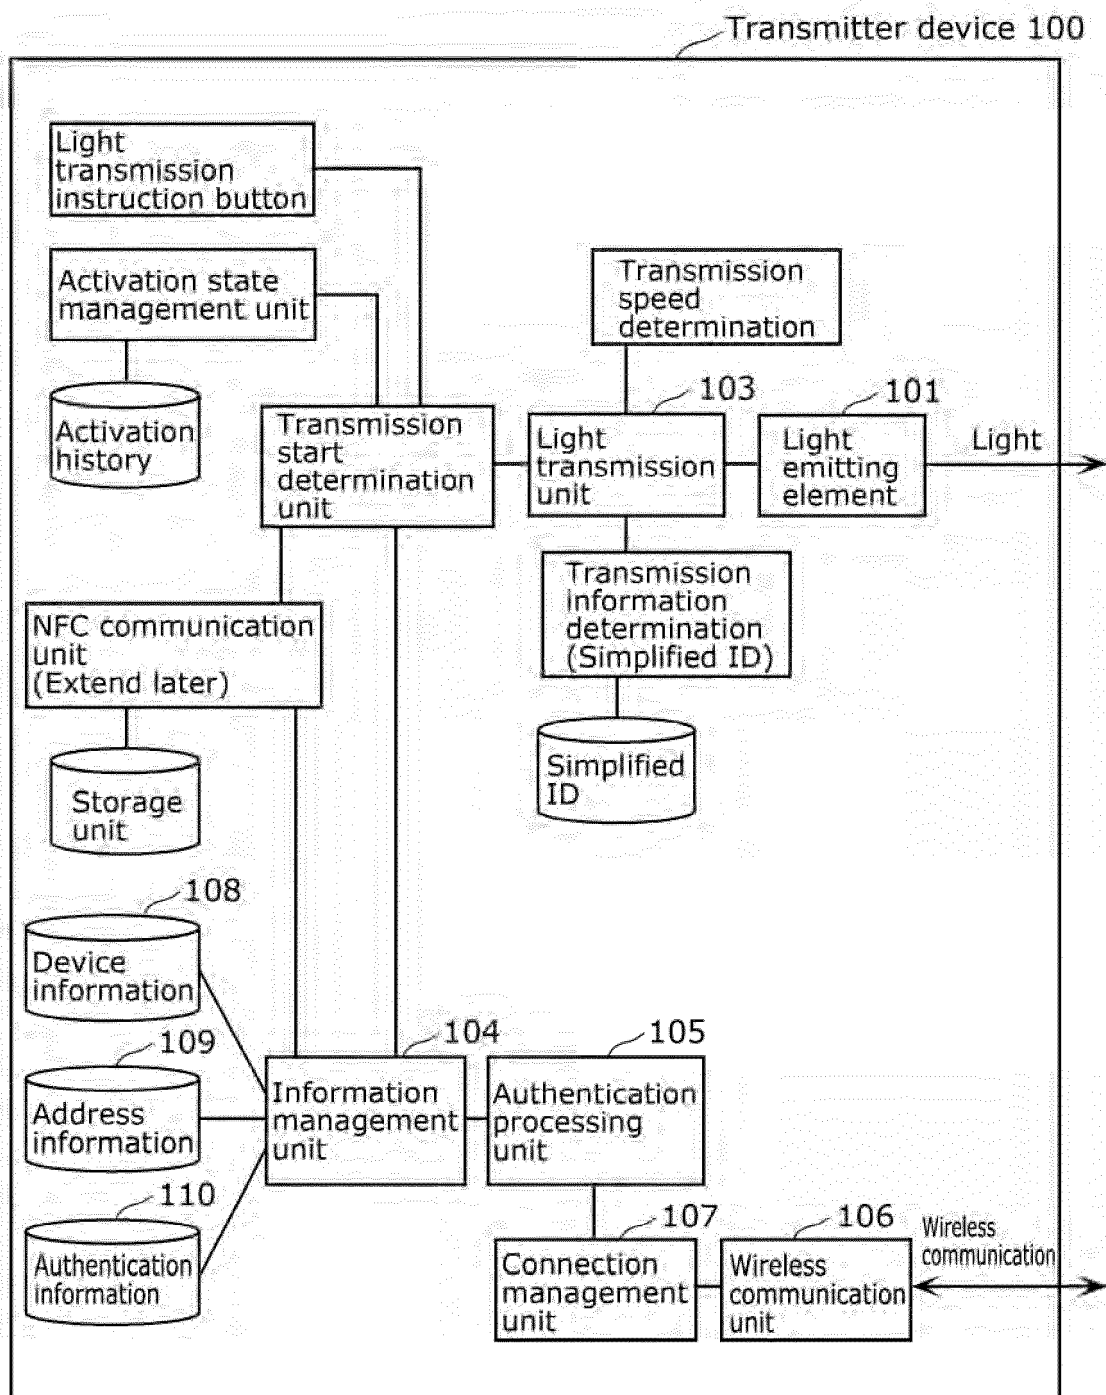 Transmitter device 100
Light
transmission
instruction button
Activation state
management unit
Activation
history
Transmission
speed
determination
103
101
Transmission
start
determination
unit
Light
transmission
unit
Light
emitting
element
Light
Transmission
information
determination
(Simplified ID)
NFC communication
unit
(Extend later)
Simplified
ID
Storage
unit
108
Device
information
109
Address
information
110
Authentication
information
104
Information
management
unit
105
Authentication
processing
unit
107
Connection
management
unit
106
Wireless
communication
unit
Wireless
communication